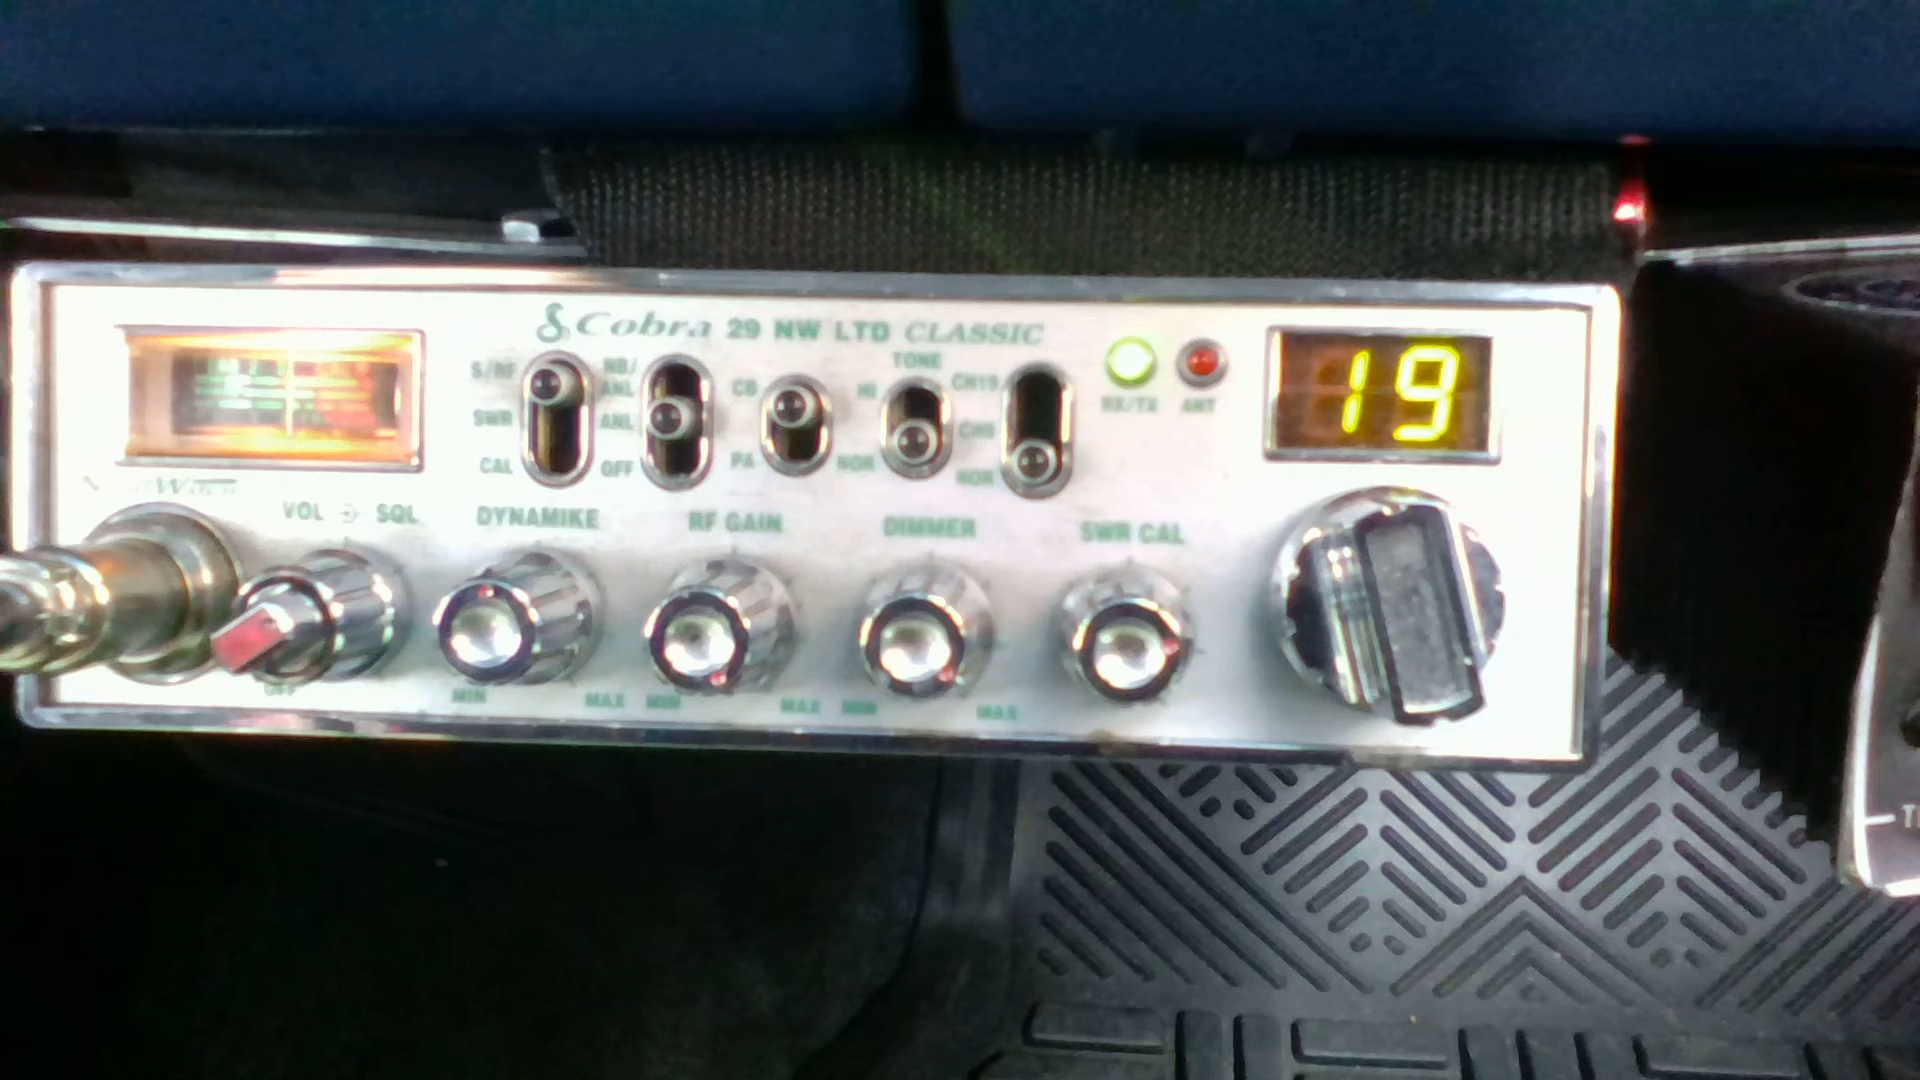 Cobra 29 NW LTD CLASSIC
TONE
S/RF NB/ANL CB HI CH19
SWR ANL CH9 RX/TX ANT
CAL OFF PA NOR NOR
19
VOL SQL DYNAMIKE RF GAIN DIMMER SWR CAL
OFF MIN MAX MIN MAX MIN MAX